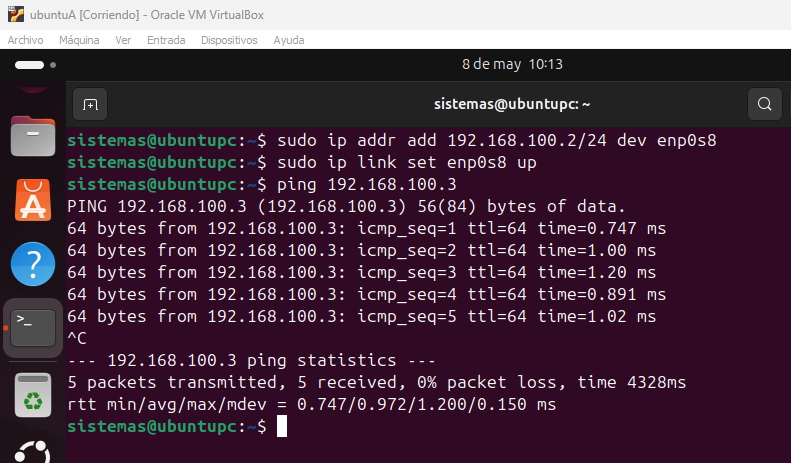 ubuntuA [Corriendo] - Oracle VM VirtualBox
Archivo Máquina Ver Entrada Dispositivos Ayuda
8 de may 10:13
sistemas@ubuntupc: ~
sistemas@ubuntupc:~$ sudo ip addr add 192.168.100.2/24 dev enp0s8
sistemas@ubuntupc:~$ sudo ip link set enp0s8 up
sistemas@ubuntupc:~$ ping 192.168.100.3
PING 192.168.100.3 (192.168.100.3) 56(84) bytes of data.
64 bytes from 192.168.100.3: icmp_seq=1 ttl=64 time=0.747 ms
64 bytes from 192.168.100.3: icmp_seq=2 ttl=64 time=1.00 ms
64 bytes from 192.168.100.3: icmp_seq=3 ttl=64 time=1.20 ms
64 bytes from 192.168.100.3: icmp_seq=4 ttl=64 time=0.891 ms
64 bytes from 192.168.100.3: icmp_seq=5 ttl=64 time=1.02 ms
^C
--- 192.168.100.3 ping statistics ---
5 packets transmitted, 5 received, 0% packet loss, time 4328ms
rtt min/avg/max/mdev = 0.747/0.972/1.200/0.150 ms
sistemas@ubuntupc:~$